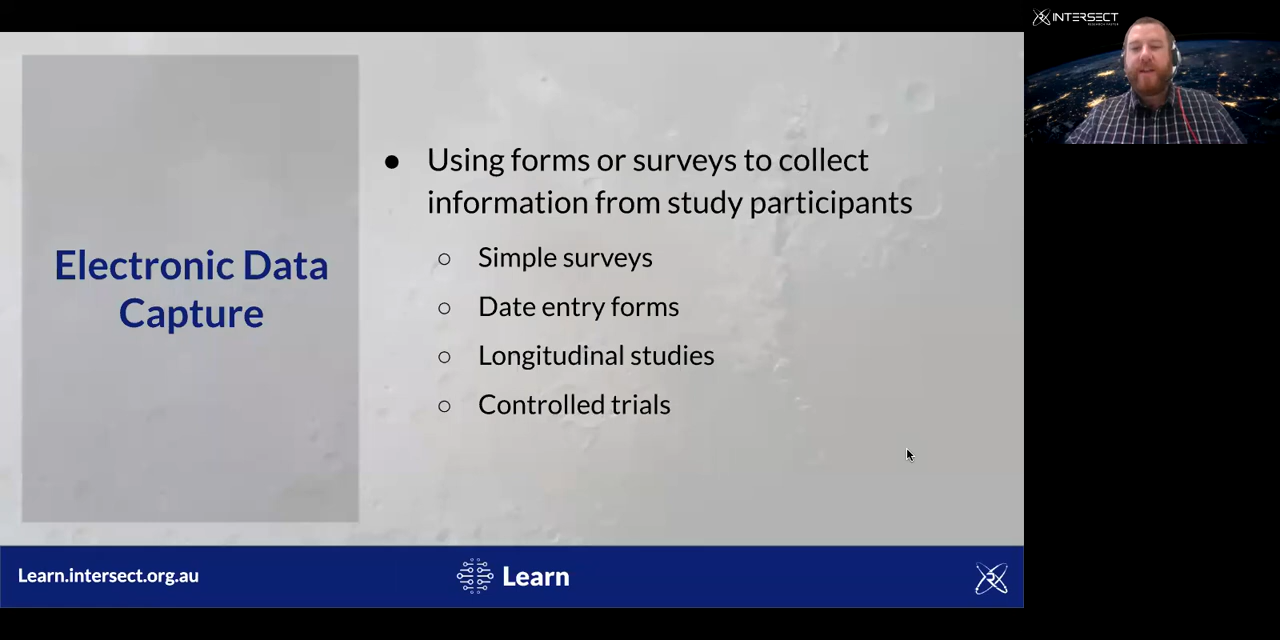 INTERSECT
Electronic Data
Capture
● Using forms or surveys to collect
information from study participants
○ Simple surveys
○ Date entry forms
○ Longitudinal studies
○ Controlled trials
Learn.intersect.org.au
Learn